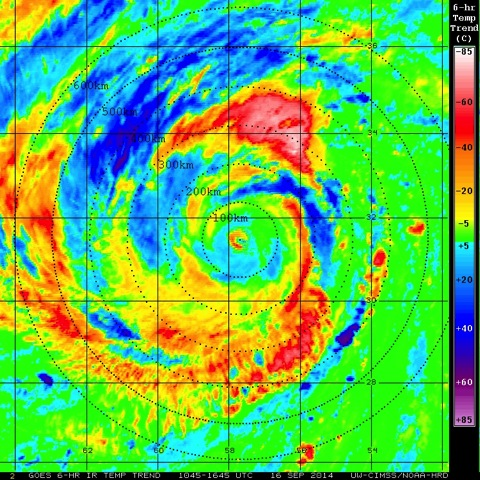 6-hr
Temp
Trend
(C)
-85
-60
-40
-20
-5
+5
+20
+40
+60
+85
36
600km
500km
34
400km
300km
200km
32
100km
30
28
62 60 58 56 54
2 GOES 6-HR IR TEMP TREND 1045-1645 UTC 16 SEP 2014 UW-CIMSS/NOAA-HRD